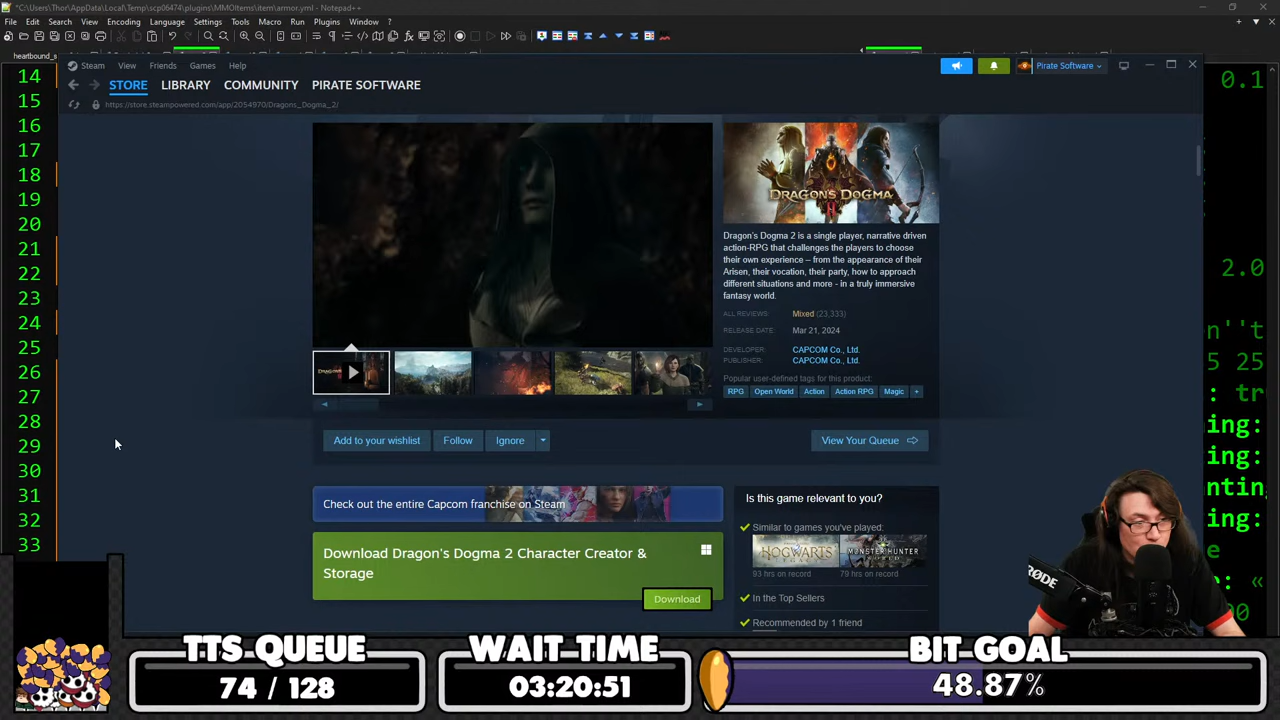 *C:\Users\Thor\AppData\Local\Temp\scp06474\plugins\MMOItems\item\armor.yml - Notepad++
File Edit Search View Encoding Language Settings Tools Macro Run Plugins Window ?
heartbound_s
14
15
16
17
18
19
20
21
22
23
24
25
26
27
28
29
30
31
32
33
Steam View Friends Games Help
Pirate Software
STORE LIBRARY COMMUNITY PIRATE SOFTWARE
https://store.steampowered.com/app/2054970/Dragons_Dogma_2/
DRAGON'S DOGMA
II
Dragon's Dogma 2 is a single player, narrative driven
action-RPG that challenges the players to choose
their own experience – from the appearance of their
Arisen, their vocation, their party, how to approach
different situations and more - in a truly immersive
fantasy world.
ALL REVIEWS: Mixed (23,333)
RELEASE DATE: Mar 21, 2024
DEVELOPER: CAPCOM Co., Ltd.
PUBLISHER: CAPCOM Co., Ltd.
Popular user-defined tags for this product:
RPG Open World Action Action RPG Magic +
Add to your wishlist Follow Ignore View Your Queue
Check out the entire Capcom franchise on Steam
Download Dragon's Dogma 2 Character Creator &
Storage
Download
Is this game relevant to you?
Similar to games you've played:
HOGWARTS MONSTER HUNTER
93 hrs on record 79 hrs on record
In the Top Sellers
Recommended by 1 friend
0.1
2.0
n''t
5 25
: tr
ing:
ing:
nting
ing:
RØDE
TTS QUEUE
74 / 128
WAIT TIME
03:20:51
BIT GOAL
48.87%